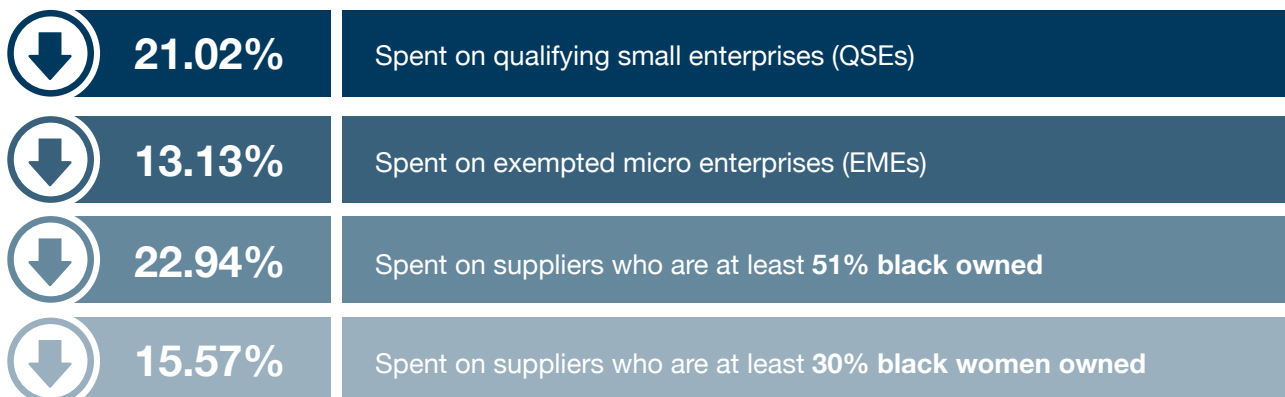 21.02% Spent on qualifying small enterprises (QSEs)
13.13% Spent on exempted micro enterprises (EMEs)
22.94% Spent on suppliers who are at least 51% black owned
15.57% Spent on suppliers who are at least 30% black women owned